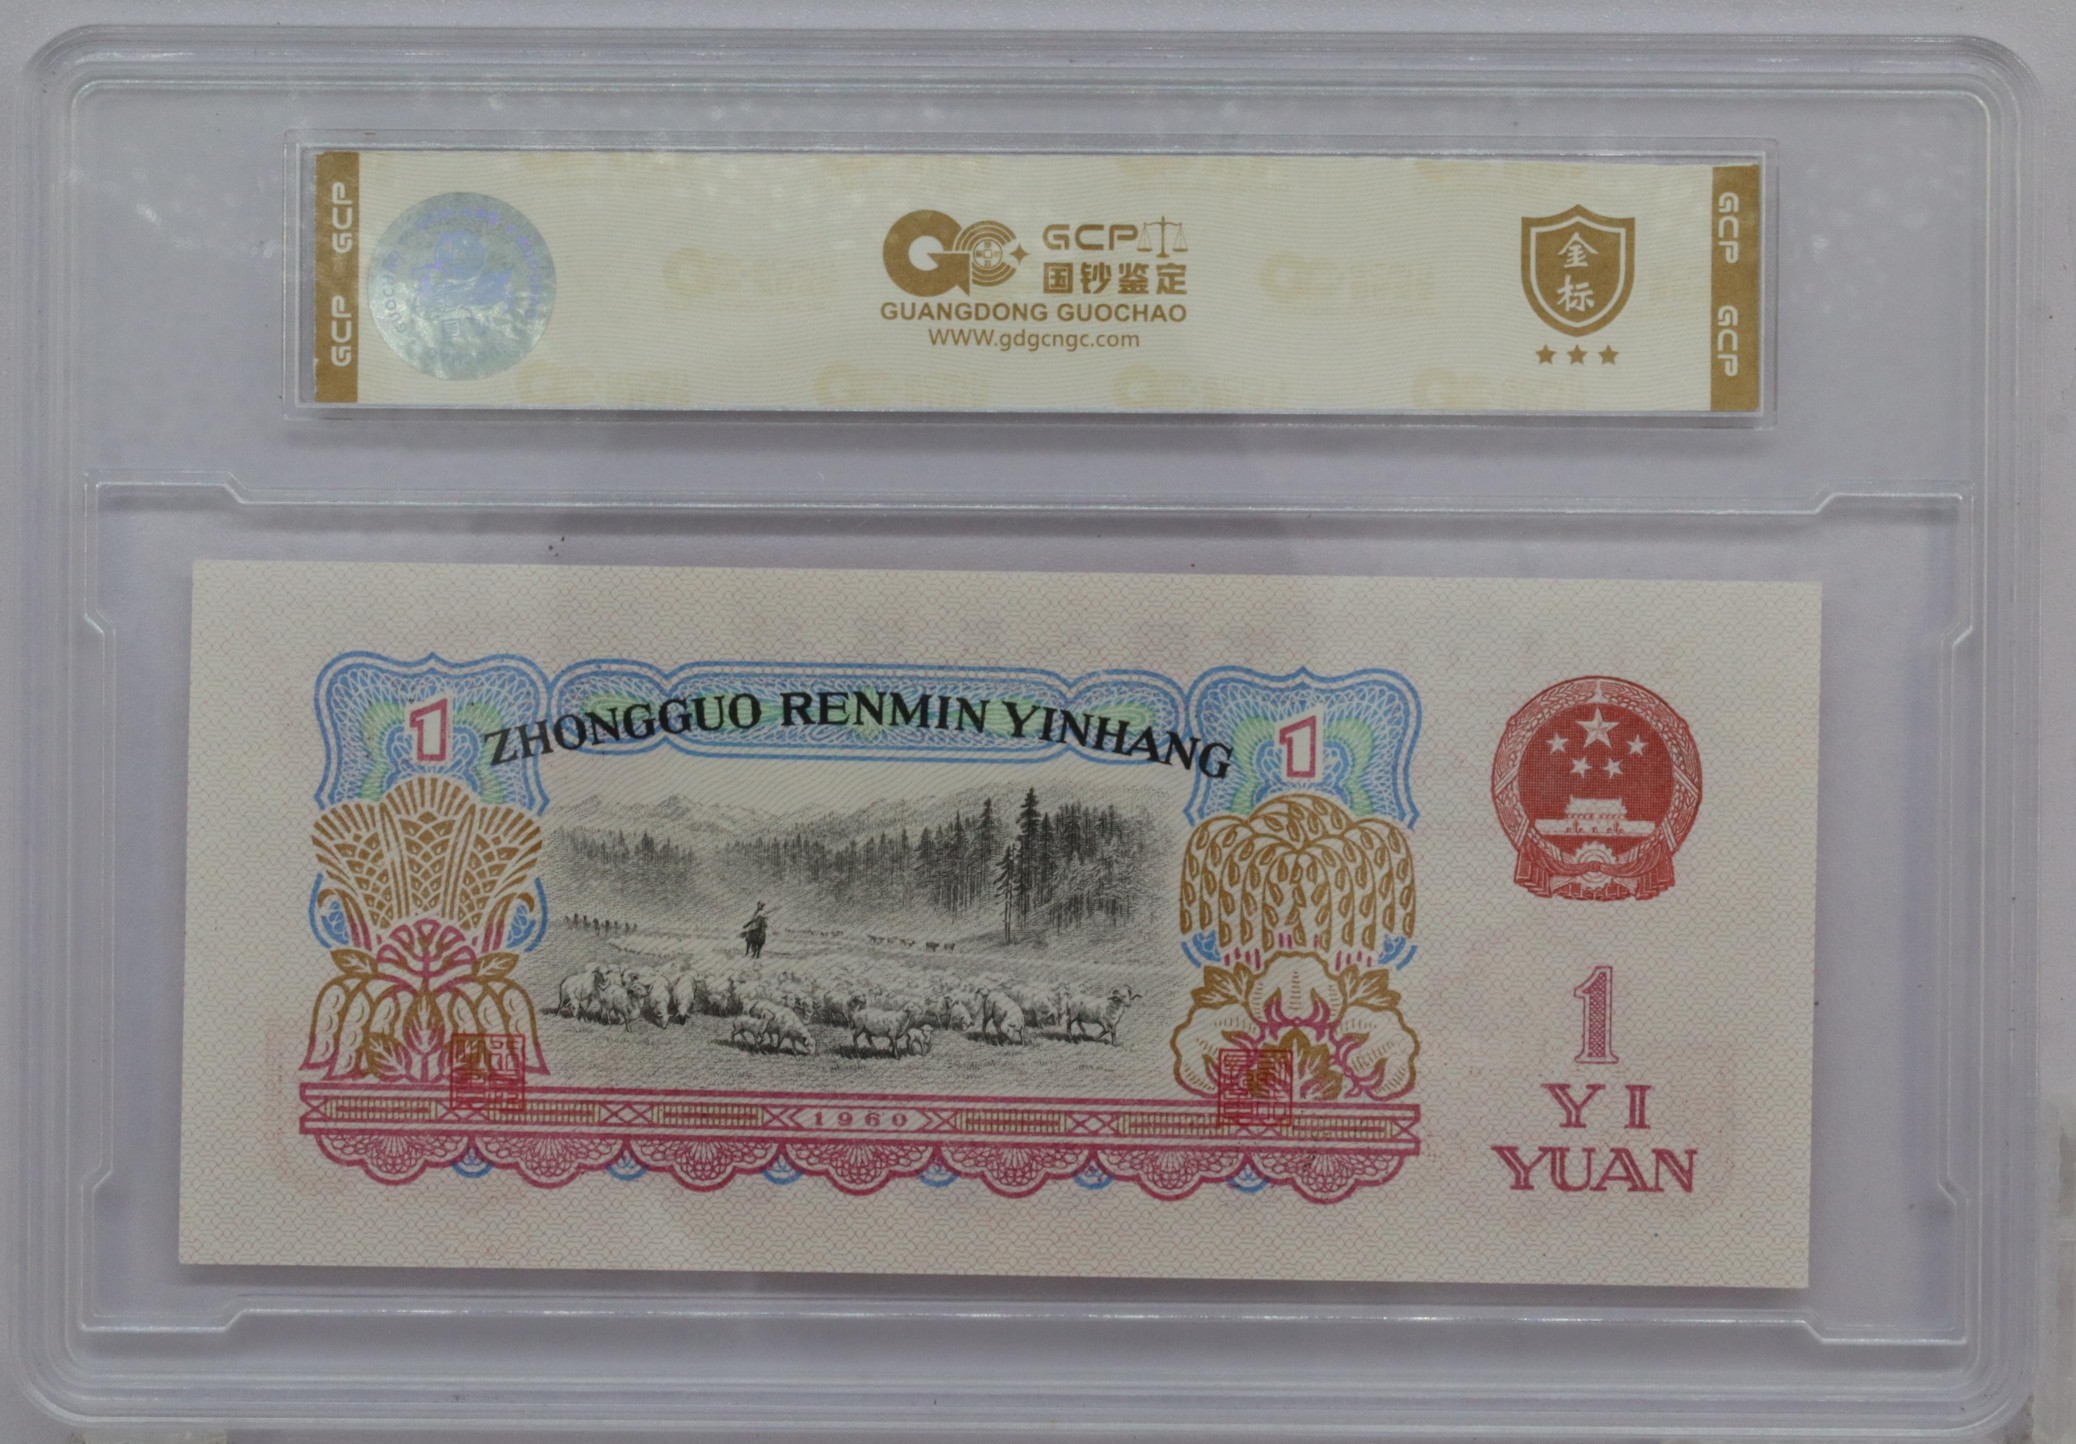 GCP GCP
GCP
国钞鉴定
GUANGDONG GUOCHAO
WWW.gdgcngc.com
金
标
GCP GCP
ZHONGGUO RENMIN YINHANG
1
1
1960
1
YI
YUAN